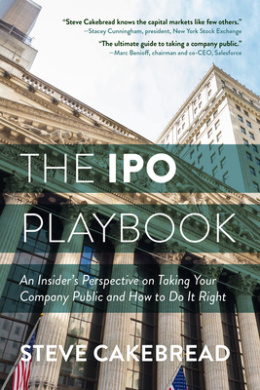 "Steve Cakebread knows the capital markets like few others."
—Stacey Cunningham, president, New York Stock Exchange
"The ultimate guide to taking a company public."
—Marc Benioff, chairman and co-CEO, Salesforce
THE IPO
PLAYBOOK
An Insider's Perspective on Taking Your
Company Public and How to Do It Right
STEVE CAKEBREAD